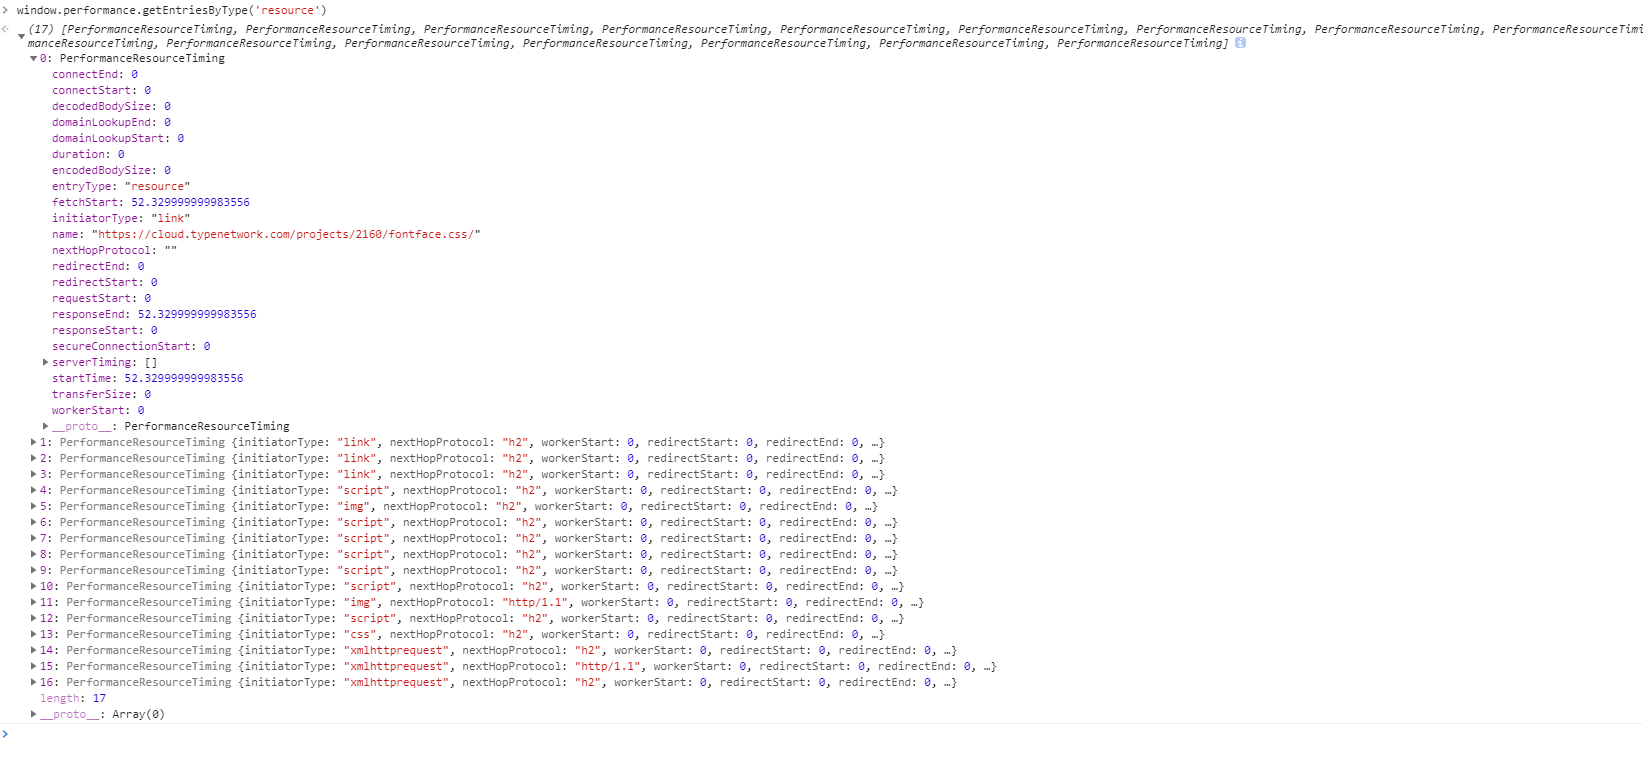 window.performance.getEntriesByType('resource')
(17) [PerformanceResourceTiming, PerformanceResourceTiming, PerformanceResourceTiming, PerformanceResourceTiming, PerformanceResourceTiming, PerformanceResourceTiming, PerformanceResourceTiming, PerformanceResourceTiming, PerformanceResourceTimi
manceResourceTiming, PerformanceResourceTiming, PerformanceResourceTiming, PerformanceResourceTiming, PerformanceResourceTiming, PerformanceResourceTiming, PerformanceResourceTiming] i
0: PerformanceResourceTiming
connectEnd: 0
connectStart: 0
decodedBodySize: 0
domainLookupEnd: 0
domainLookupStart: 0
duration: 0
encodedBodySize: 0
entryType: "resource"
fetchStart: 52.329999999983556
initiatorType: "link"
name: "https://cloud.typenetwork.com/projects/2160/fontface.css/"
nextHopProtocol: ""
redirectEnd: 0
redirectStart: 0
requestStart: 0
responseEnd: 52.329999999983556
responseStart: 0
secureConnectionStart: 0
serverTiming: []
startTime: 52.329999999983556
transferSize: 0
workerStart: 0
__proto__: PerformanceResourceTiming
1: PerformanceResourceTiming {initiatorType: "link", nextHopProtocol: "h2", workerStart: 0, redirectStart: 0, redirectEnd: 0, …}
2: PerformanceResourceTiming {initiatorType: "link", nextHopProtocol: "h2", workerStart: 0, redirectStart: 0, redirectEnd: 0, …}
3: PerformanceResourceTiming {initiatorType: "link", nextHopProtocol: "h2", workerStart: 0, redirectStart: 0, redirectEnd: 0, …}
4: PerformanceResourceTiming {initiatorType: "script", nextHopProtocol: "h2", workerStart: 0, redirectStart: 0, redirectEnd: 0, …}
5: PerformanceResourceTiming {initiatorType: "img", nextHopProtocol: "h2", workerStart: 0, redirectStart: 0, redirectEnd: 0, …}
6: PerformanceResourceTiming {initiatorType: "script", nextHopProtocol: "h2", workerStart: 0, redirectStart: 0, redirectEnd: 0, …}
7: PerformanceResourceTiming {initiatorType: "script", nextHopProtocol: "h2", workerStart: 0, redirectStart: 0, redirectEnd: 0, …}
8: PerformanceResourceTiming {initiatorType: "script", nextHopProtocol: "h2", workerStart: 0, redirectStart: 0, redirectEnd: 0, …}
9: PerformanceResourceTiming {initiatorType: "script", nextHopProtocol: "h2", workerStart: 0, redirectStart: 0, redirectEnd: 0, …}
10: PerformanceResourceTiming {initiatorType: "script", nextHopProtocol: "h2", workerStart: 0, redirectStart: 0, redirectEnd: 0, …}
11: PerformanceResourceTiming {initiatorType: "img", nextHopProtocol: "http/1.1", workerStart: 0, redirectStart: 0, redirectEnd: 0, …}
12: PerformanceResourceTiming {initiatorType: "script", nextHopProtocol: "h2", workerStart: 0, redirectStart: 0, redirectEnd: 0, …}
13: PerformanceResourceTiming {initiatorType: "css", nextHopProtocol: "h2", workerStart: 0, redirectStart: 0, redirectEnd: 0, …}
14: PerformanceResourceTiming {initiatorType: "xmlhttprequest", nextHopProtocol: "h2", workerStart: 0, redirectStart: 0, redirectEnd: 0, …}
15: PerformanceResourceTiming {initiatorType: "xmlhttprequest", nextHopProtocol: "http/1.1", workerStart: 0, redirectStart: 0, redirectEnd: 0, …}
16: PerformanceResourceTiming {initiatorType: "xmlhttprequest", nextHopProtocol: "h2", workerStart: 0, redirectStart: 0, redirectEnd: 0, …}
length: 17
__proto__: Array(0)